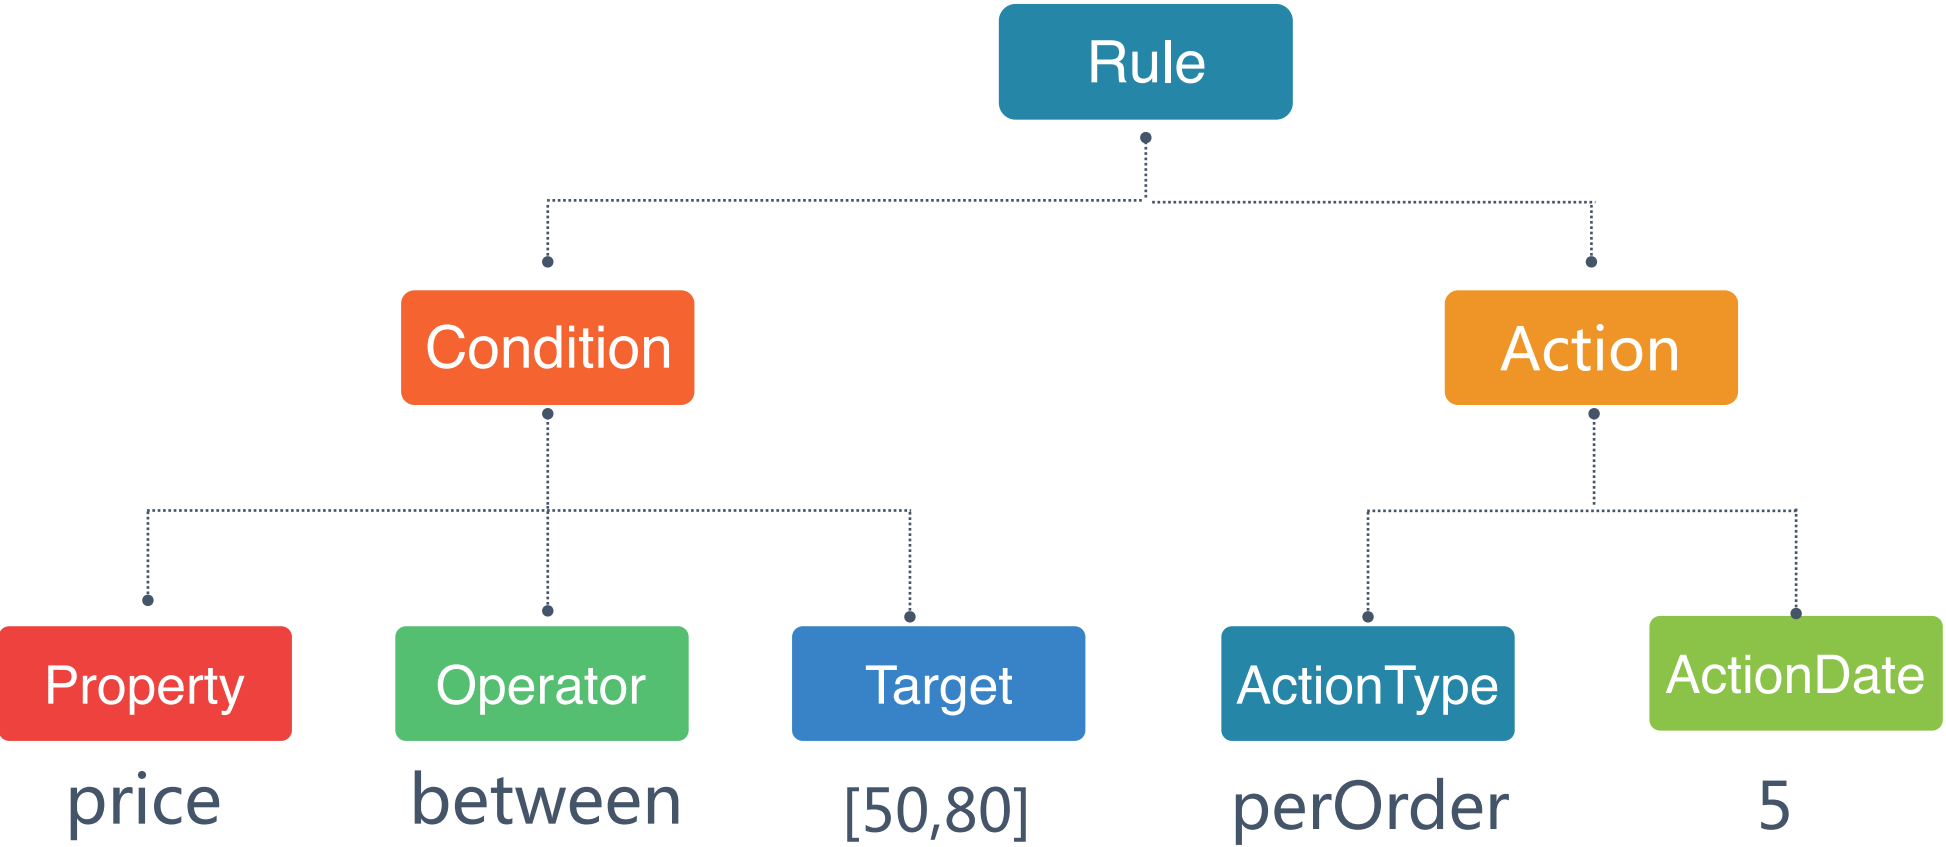 Rule
Condition
Action
Property
Operator
Target
ActionType
ActionDate
price
between
[50,80]
perOrder
5